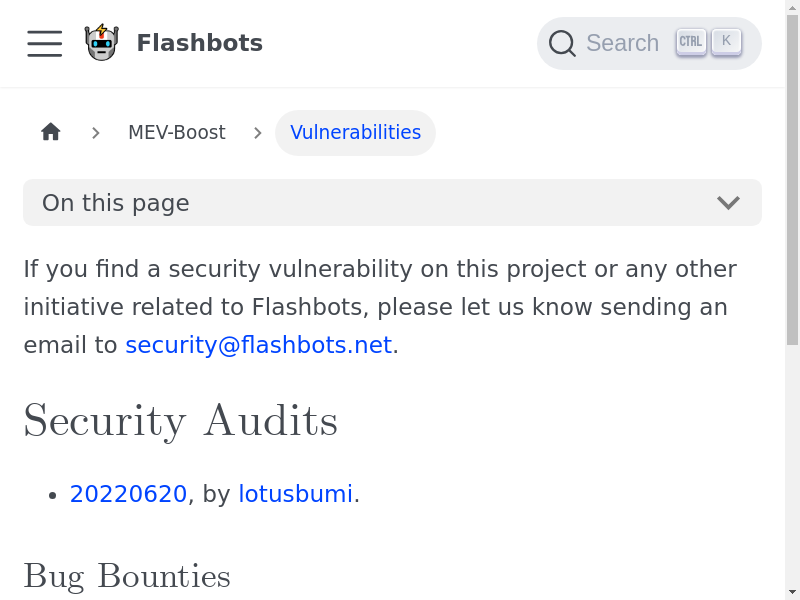 Flashbots
Search CTRL K
MEV-Boost Vulnerabilities
On this page
If you find a security vulnerability on this project or any other
initiative related to Flashbots, please let us know sending an
email to security@flashbots.net.
Security Audits
• 20220620, by lotusbumi.
Bug Bounties